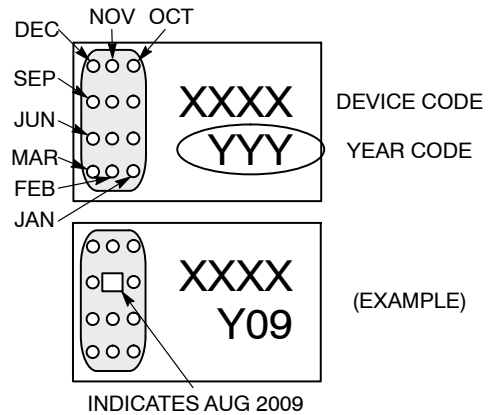 NOV OCT
DEC
SEP
JUN
MAR
FEB
JAN
XXXX
DEVICE CODE
YYY
YEAR CODE
XXXX
Y09
(EXAMPLE)
INDICATES AUG 2009